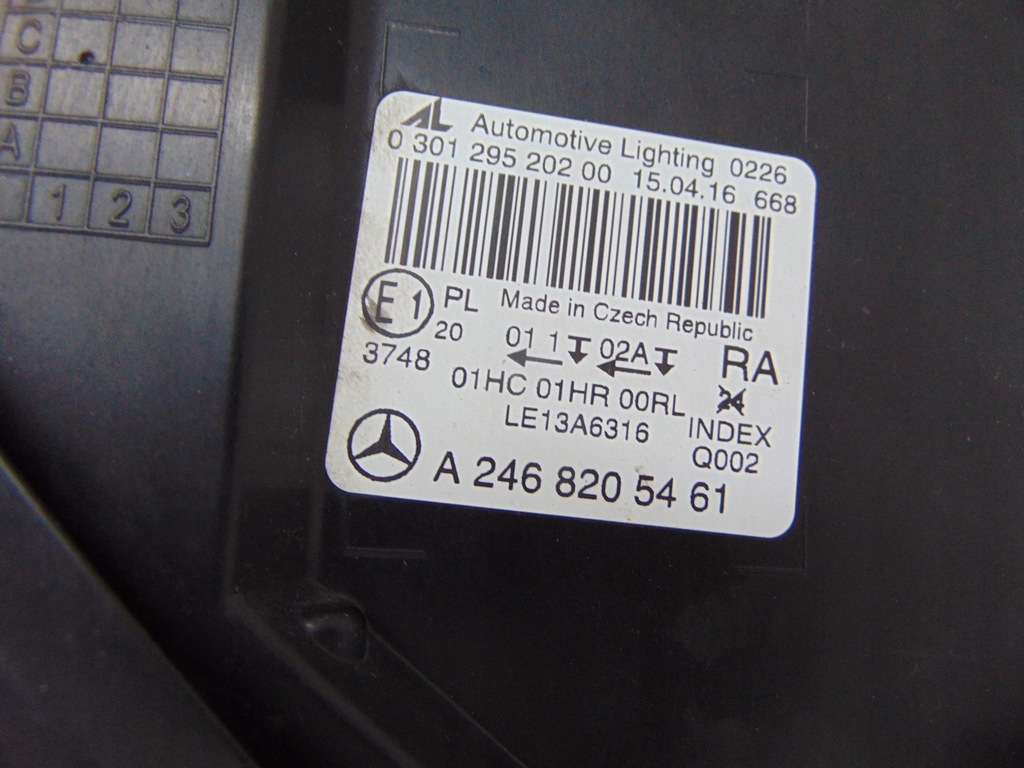 C
B
A
1 2 3
AL Automotive Lighting 0226
0 301 295 202 00 15.04.16 668
E1 PL Made in Czech Republic
20 01 1 02A RA
3748 01HC 01HR 00RL 24
LE13A6316 INDEX
Q002
A 246 820 54 61